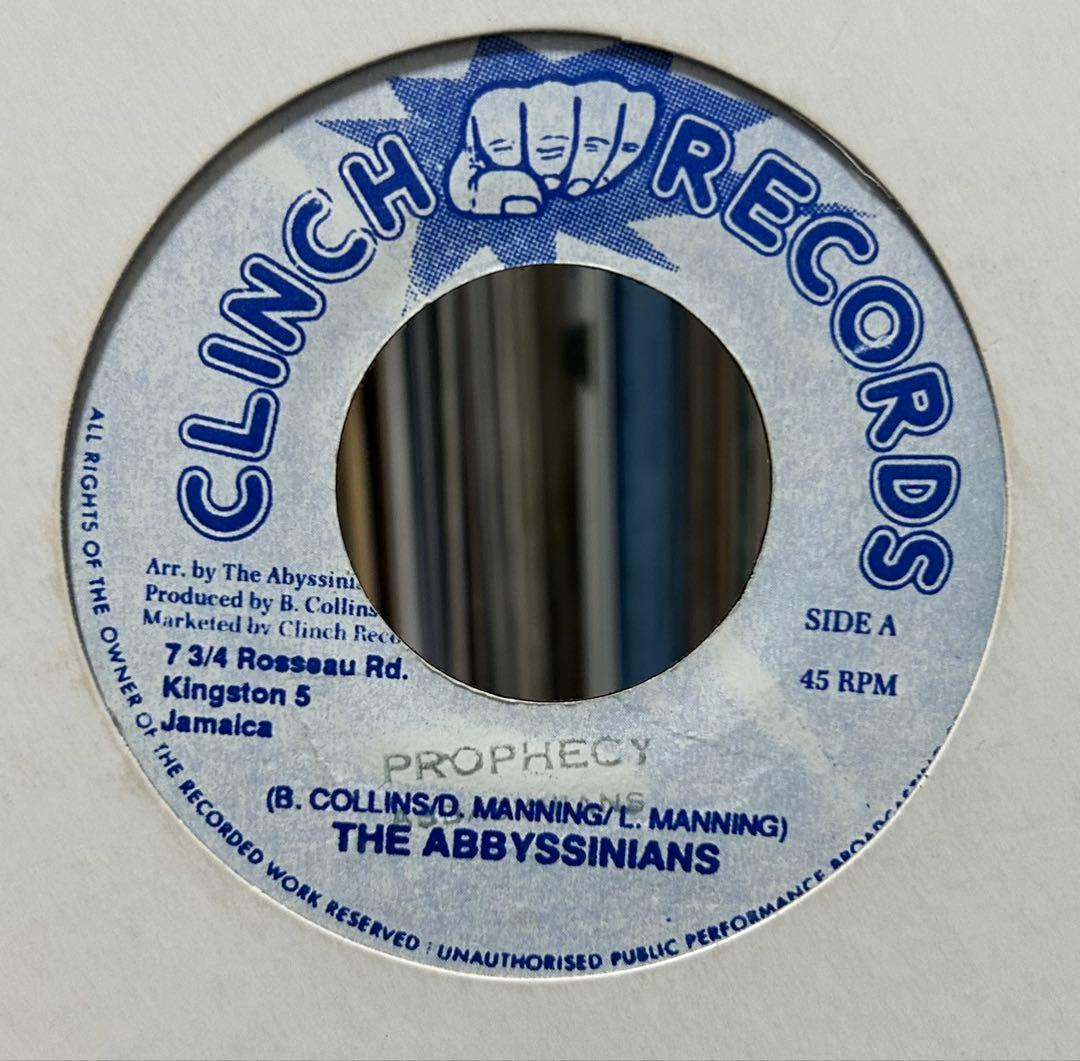 CLINCH RECORDS
Arr. by The Abyssini
Produced by B. Collins
Marketed by Clinch Reco
7 3/4 Rosseau Rd.
Kingston 5
Jamaica
SIDE A
45 RPM
PROPHECY
(B. COLLINS/D. MANNING/ L. MANNING)
THE ABBYSSINIANS
ALL RIGHTS OF THE OWNER OF THE RECORDED WORK RESERVED : UNAUTHORISED PUBLIC PERFORMANCE BROADCASTING